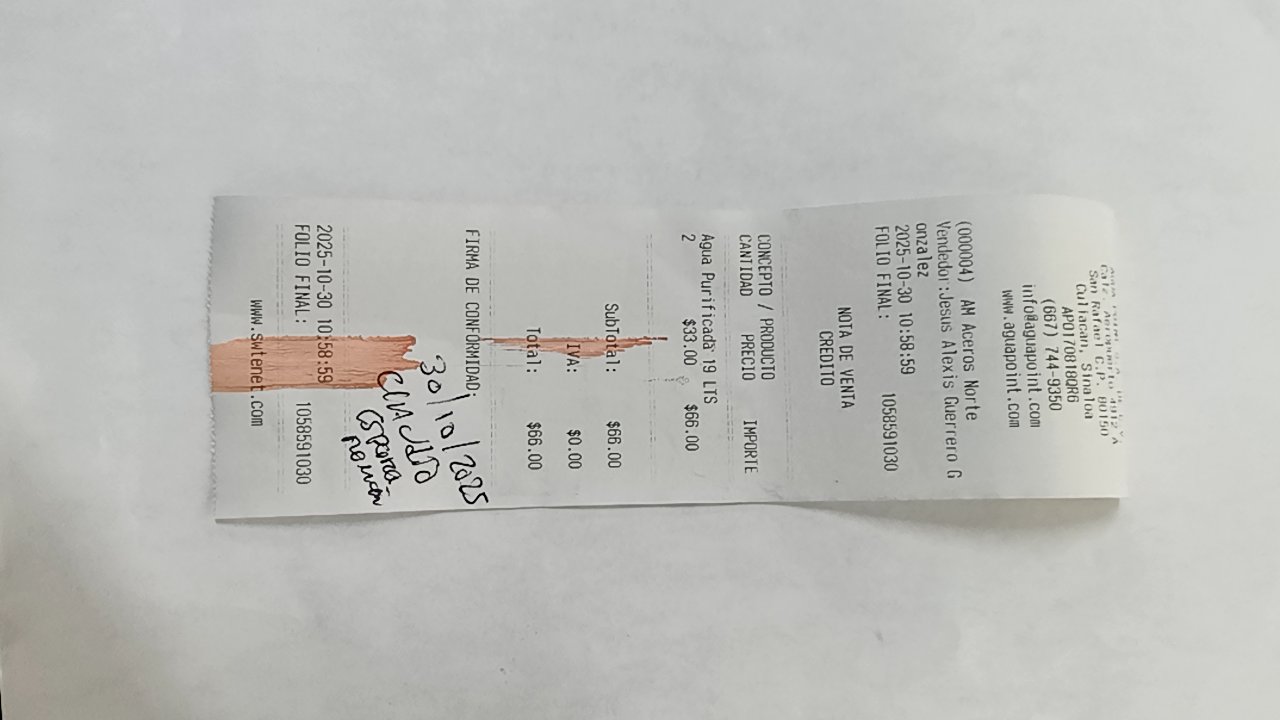 San Rafael C.P. 80150
Culiacan, Sinaloa
APO170818QR6
(667) 744-9350
info@aguapoint.com
www.aguapoint.com
(000004) AM Aceros Norte
Vendedor:Jesus Alexis Guerrero G
onzalez
2025-10-30 10:58:59
FOLIO FINAL: 1058591030
NOTA DE VENTA
CREDITO
CONCEPTO / PRODUCTO
CANTIDAD PRECIO IMPORTE
Agua Purificada 19 LTS
2 $33.00 $66.00
SubTotal: $66.00
IVA: $0.00
Total: $66.00
FIRMA DE CONFORMIDAD:
30/10/2025
2025-10-30 10:58:59
FOLIO FINAL: 1058591030
www.swtenet.com